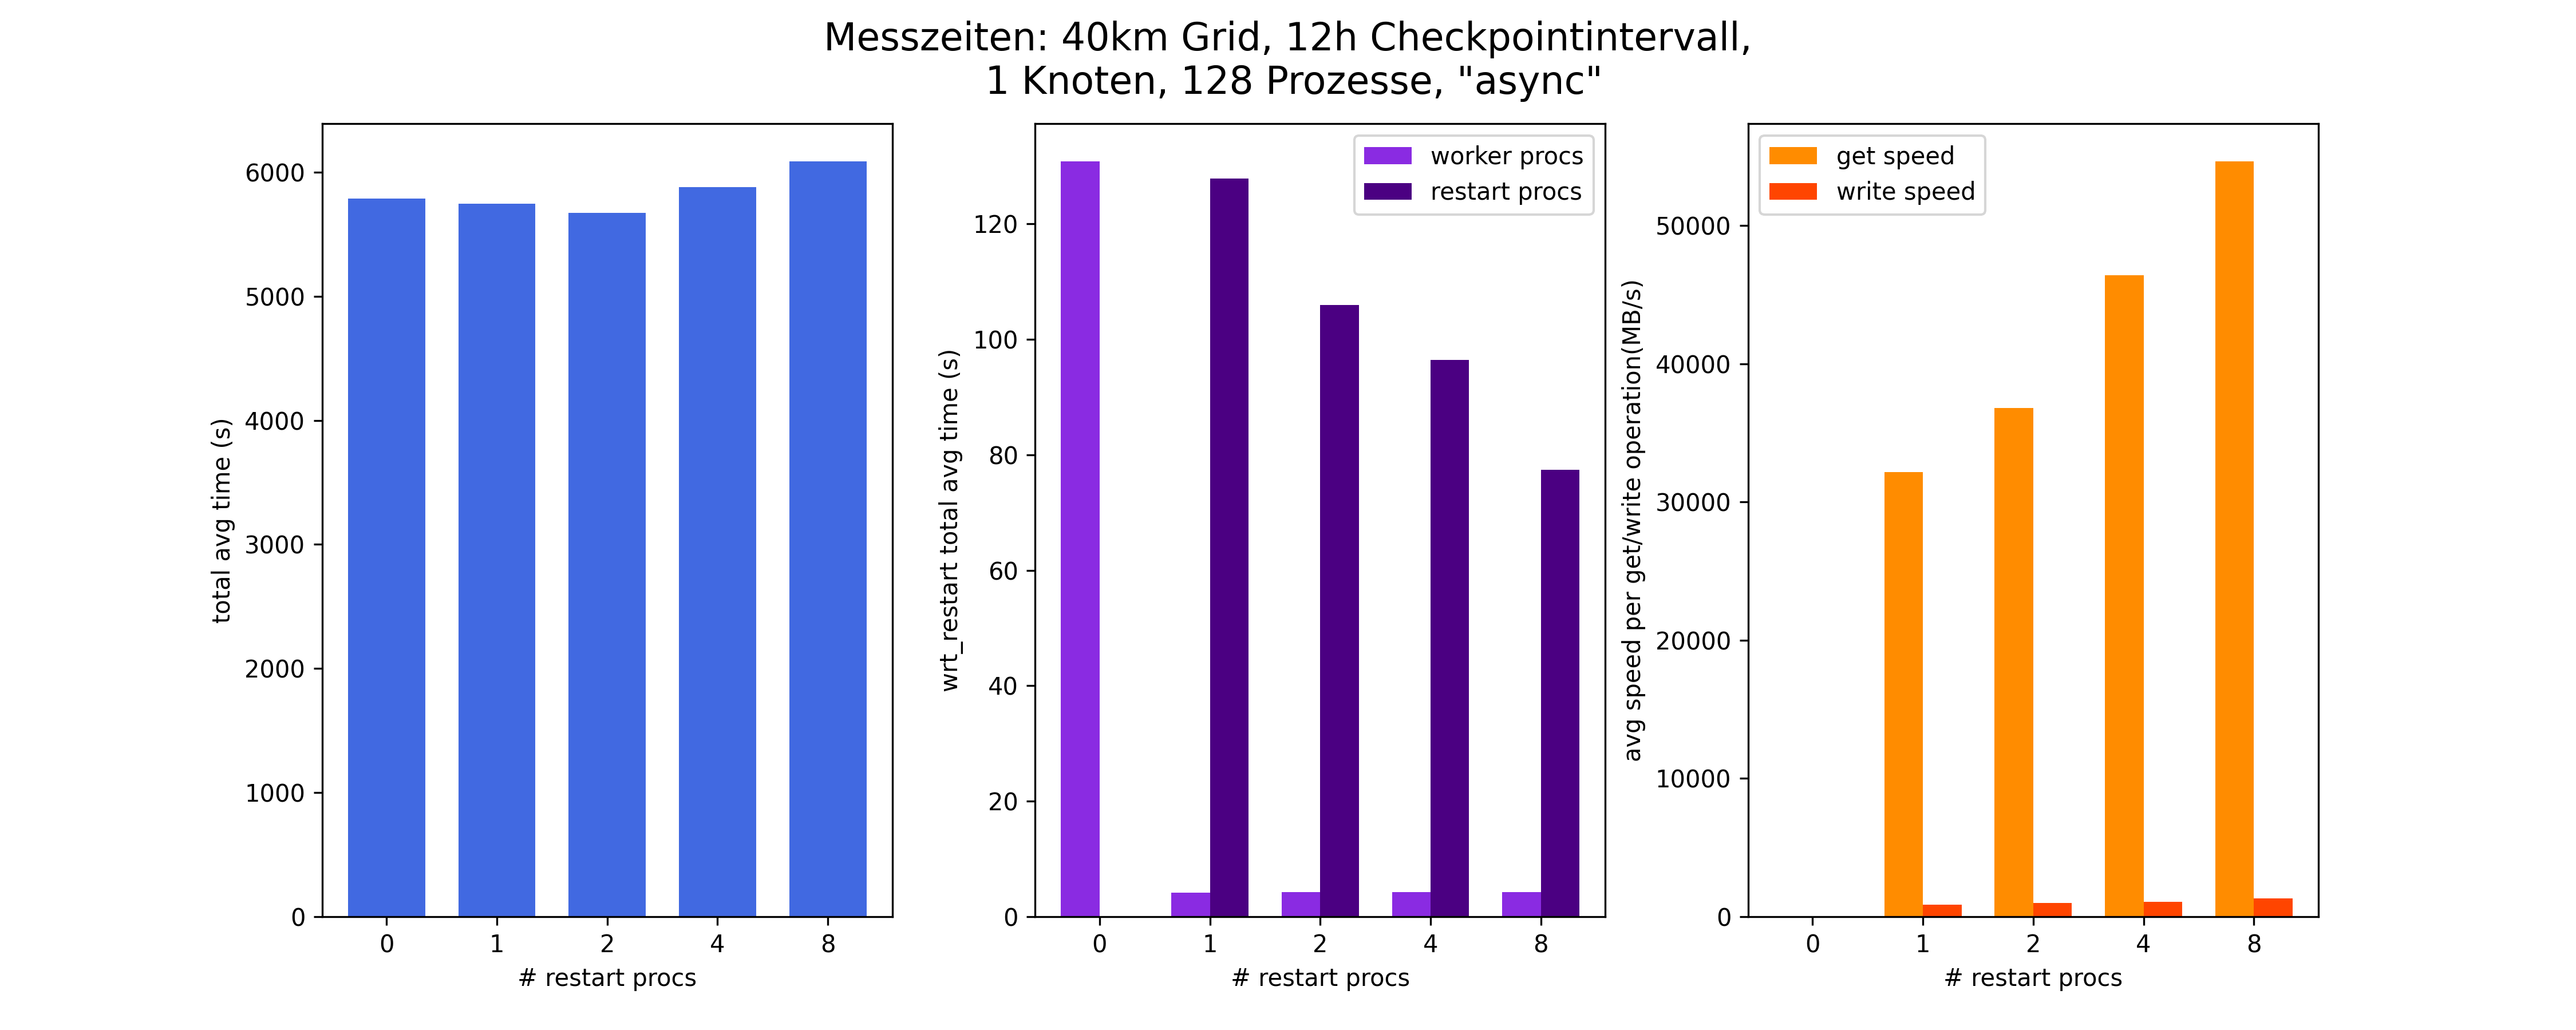 Messzeiten: 40km Grid, 12h Checkpointintervall,
1 Knoten, 128 Prozesse, "async"
total avg time (s)
6000
5000
4000
3000
2000
1000
0
0 1 2 4 8
# restart procs
wrt_restart total avg time (s)
120
100
80
60
40
20
0
worker procs
restart procs
0 1 2 4 8
# restart procs
avg speed per get/write operation(MB/s)
50000
40000
30000
20000
10000
0
get speed
write speed
0 1 2 4 8
# restart procs